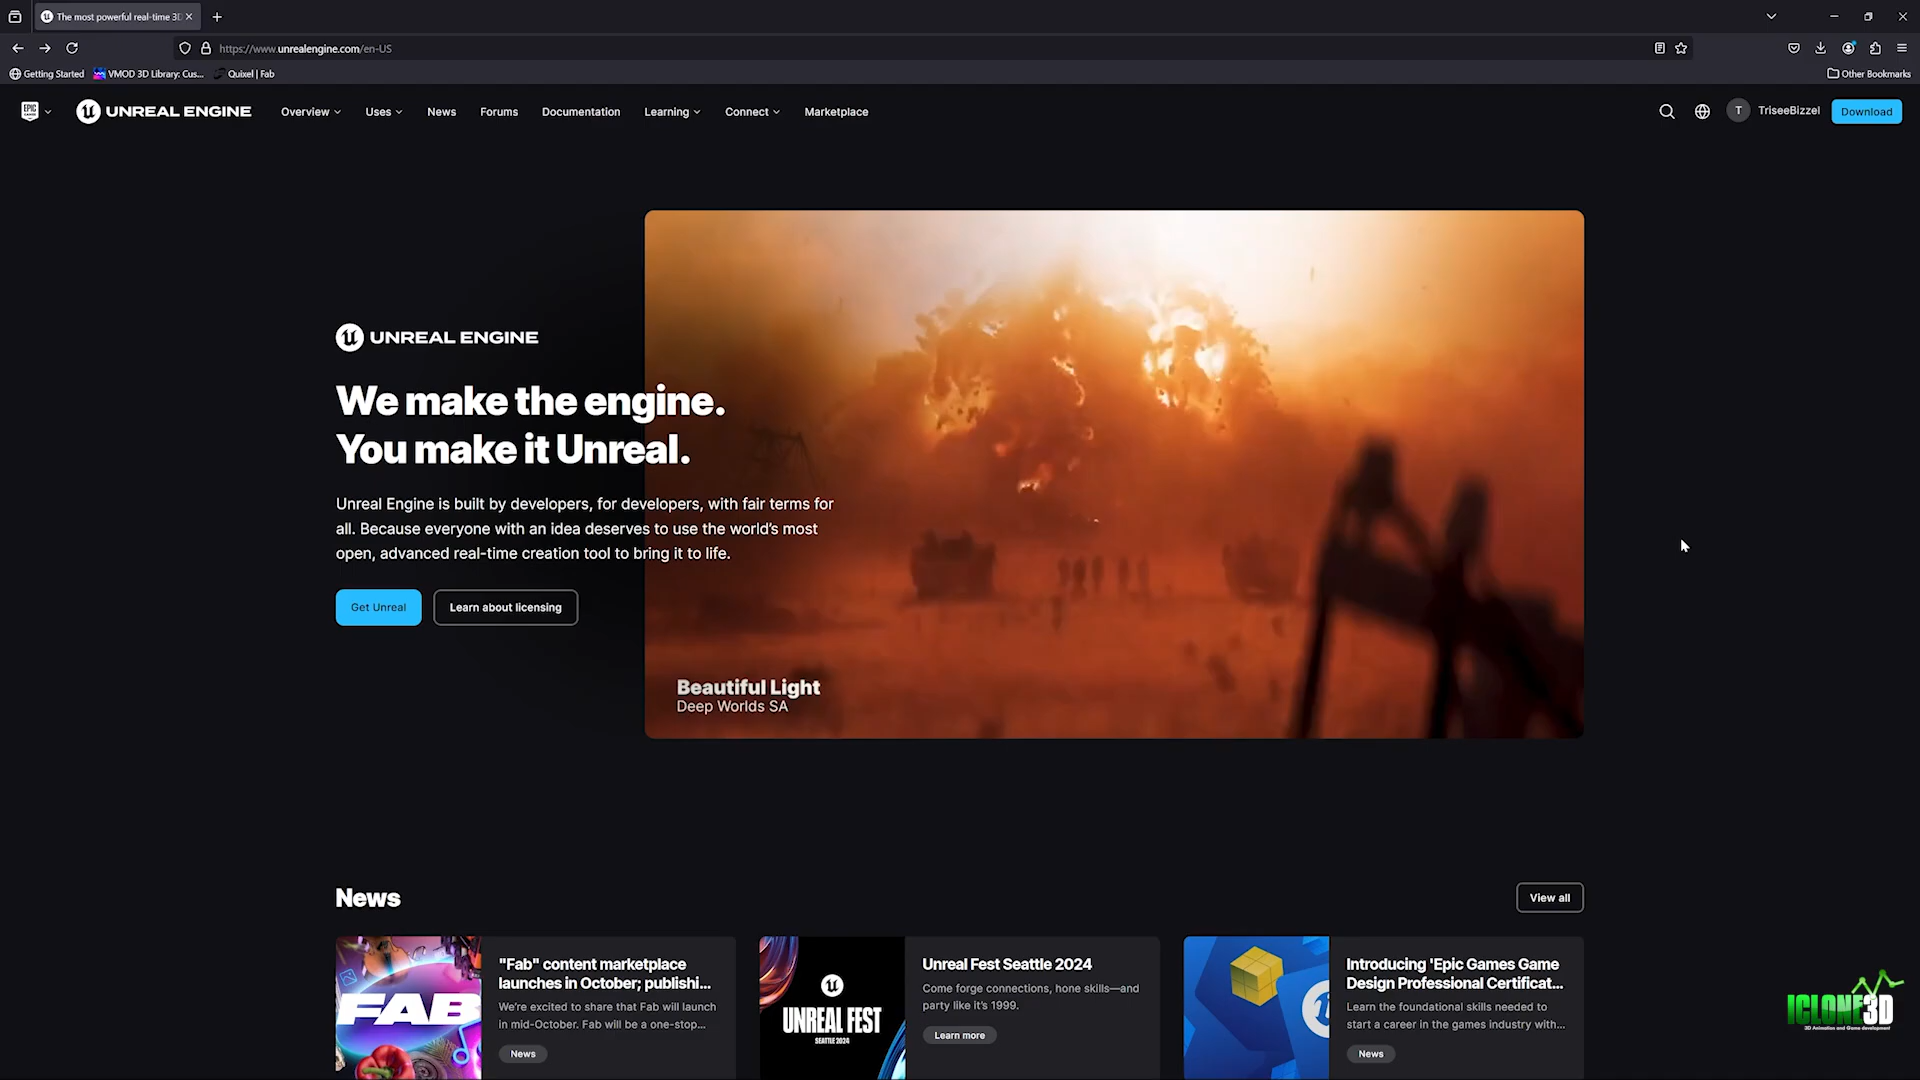 The most powerful real-time 3D
https://www.unrealengine.com/en-US
Getting Started
VMOD 3D Library: Cus...
Quixel | Fab
Other Bookmarks
EPIC GAMES
UNREAL ENGINE
Overview
Uses
News
Forums
Documentation
Learning
Connect
Marketplace
T
TriseeBizzel
Download
UNREAL ENGINE
We make the engine.
You make it Unreal.
Unreal Engine is built by developers, for developers, with fair terms for
all. Because everyone with an idea deserves to use the world's most
open, advanced real-time creation tool to bring it to life.
Get Unreal
Learn about licensing
Beautiful Light
Deep Worlds SA
News
View all
FAB
"Fab" content marketplace
launches in October; publishi...
We're excited to share that Fab will launch
in mid-October. Fab will be a one-stop...
News
UNREAL FEST
SEATTLE 2024
Unreal Fest Seattle 2024
Come forge connections, hone skills—and
party like it's 1999.
Learn more
Introducing 'Epic Games Game
Design Professional Certificat...
Learn the foundational skills needed to
start a career in the games industry with...
News
ICLONE3D
3D Animation and Game development